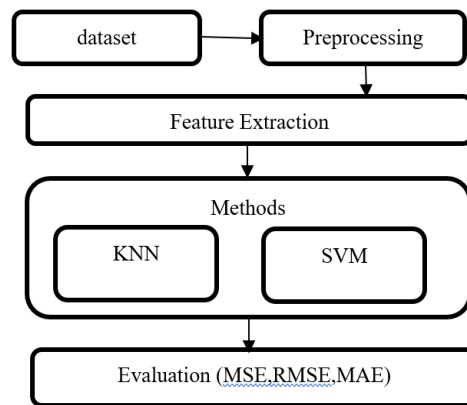 dataset
Preprocessing
Feature Extraction
Methods
KNN
SVM
Evaluation (MSE,RMSE,MAE)